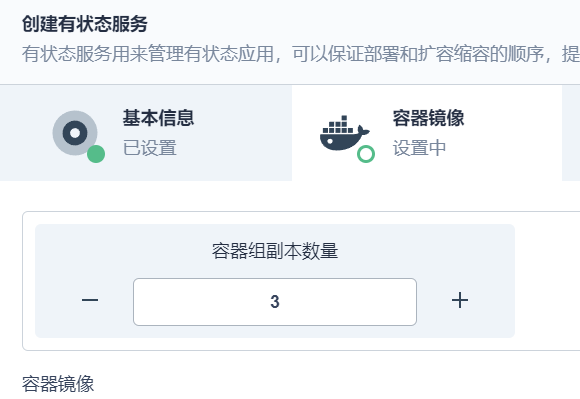 创建有状态服务
有状态服务用来管理有状态应用，可以保证部署和扩容缩容的顺序，提
基本信息
已设置
容器镜像
设置中
容器组副本数量
3
容器镜像